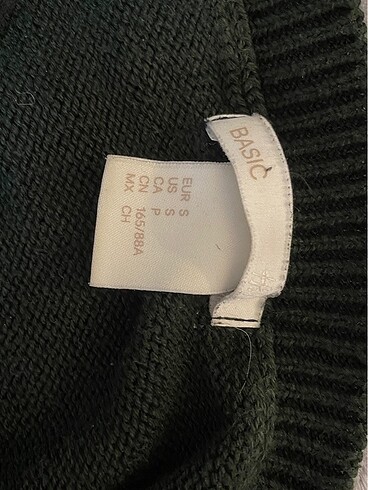 BASIC
EUR S
US S
CA P
CN 165/88A
MX CH